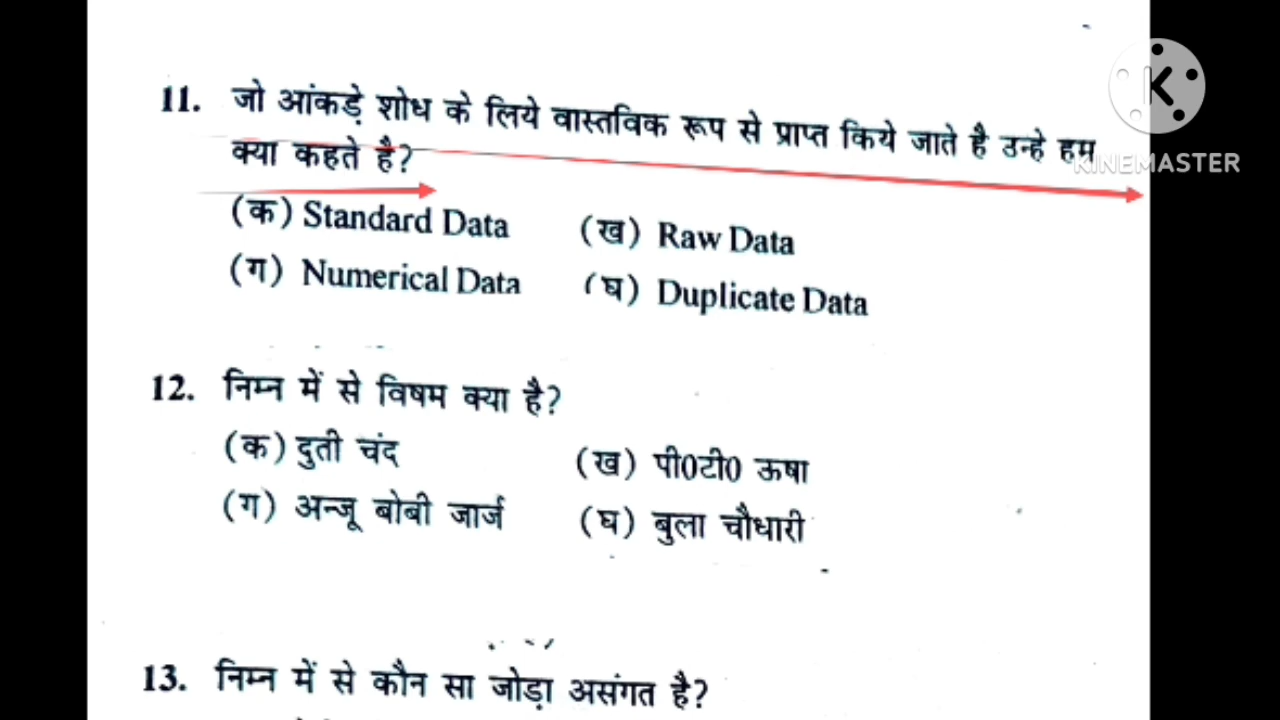 11. जो आंकड़े शोध के लिये वास्तविक रूप से प्राप्त किये जाते है उन्हे हम
क्या कहते है?
(क) Standard Data (ख) Raw Data
(ग) Numerical Data (घ) Duplicate Data
12. निम्न में से विषम क्या है?
(क) दुती चंद (ख) पी0टी0 ऊषा
(ग) अन्जू बोबी जार्ज (घ) बुला चौधारी
13. निम्न में से कौन सा जोड़ा असंगत है?
KINEMASTER